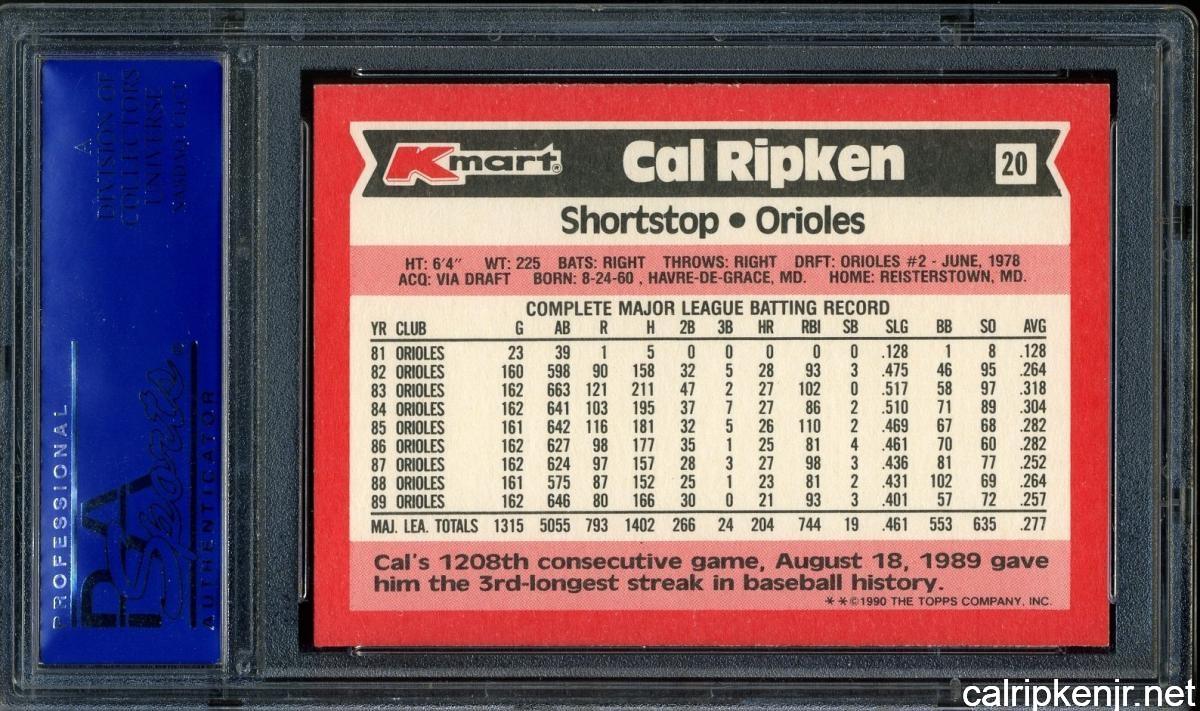 A
DIVISION OF
COLLECTORS
UNIVERSE
NASDAQ: CLCT
PROFESSIONAL
PSA
Sports®
AUTHENTICATOR
Kmart® Cal Ripken 20
Shortstop • Orioles
HT: 6'4" WT: 225 BATS: RIGHT THROWS: RIGHT DRFT: ORIOLES #2 - JUNE, 1978
ACQ: VIA DRAFT BORN: 8-24-60 , HAVRE-DE-GRACE, MD. HOME: REISTERSTOWN, MD.
COMPLETE MAJOR LEAGUE BATTING RECORD
YR CLUB G AB R H 2B 3B HR RBI SB SLG BB SO AVG
81 ORIOLES 23 39 1 5 0 0 0 0 0 .128 1 8 .128
82 ORIOLES 160 598 90 158 32 5 28 93 3 .475 46 95 .264
83 ORIOLES 162 663 121 211 47 2 27 102 0 .517 58 97 .318
84 ORIOLES 162 641 103 195 37 7 27 86 2 .510 71 89 .304
85 ORIOLES 161 642 116 181 32 5 26 110 2 .469 67 68 .282
86 ORIOLES 162 627 98 177 35 1 25 81 4 .461 70 60 .282
87 ORIOLES 162 624 97 157 28 3 27 98 3 .436 81 77 .252
88 ORIOLES 161 575 87 152 25 1 23 81 2 .431 102 69 .264
89 ORIOLES 162 646 80 166 30 0 21 93 3 .401 57 72 .257
MAJ. LEA. TOTALS 1315 5055 793 1402 266 24 204 744 19 .461 553 635 .277
Cal's 1208th consecutive game, August 18, 1989 gave
him the 3rd-longest streak in baseball history.
* *©1990 THE TOPPS COMPANY, INC.
calripkenjr.net